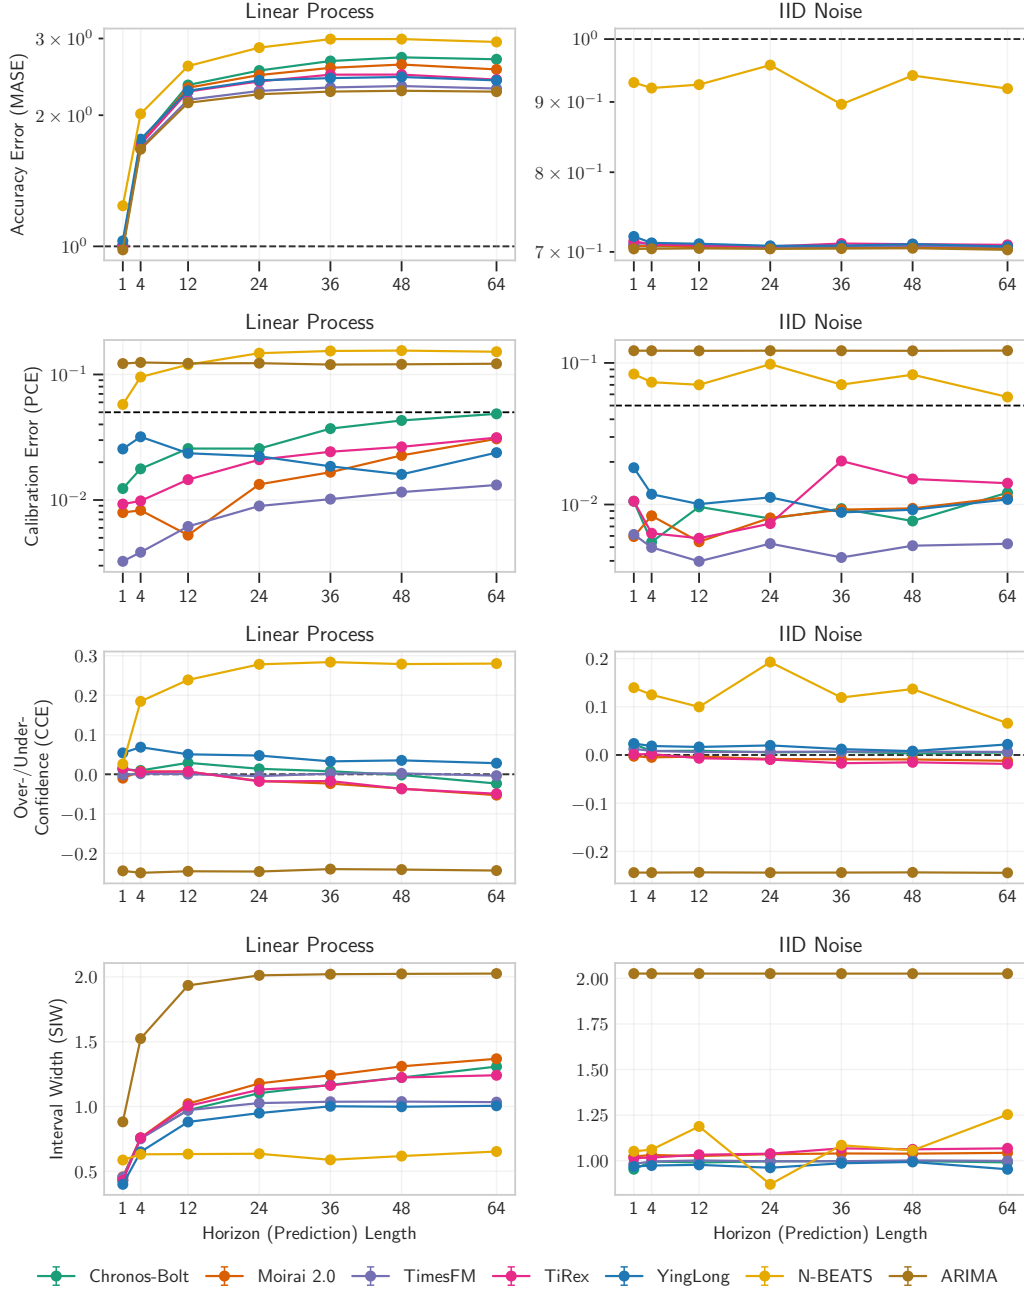 Linear Process
IID Noise
Accuracy Error (MASE)
3 × 10⁰
2 × 10⁰
10⁰
1 4 12 24 36 48 64
10⁰
9 × 10⁻¹
8 × 10⁻¹
7 × 10⁻¹
1 4 12 24 36 48 64
Linear Process
IID Noise
Calibration Error (PCE)
10⁻¹
10⁻²
1 4 12 24 36 48 64
10⁻¹
10⁻²
1 4 12 24 36 48 64
Linear Process
IID Noise
Over-/Under-
Confidence (CCE)
0.3
0.2
0.1
0.0
−0.1
−0.2
1 4 12 24 36 48 64
0.2
0.1
0.0
−0.1
−0.2
1 4 12 24 36 48 64
Linear Process
IID Noise
Interval Width (SIW)
2.0
1.5
1.0
0.5
1 4 12 24 36 48 64
Horizon (Prediction) Length
2.00
1.75
1.50
1.25
1.00
1 4 12 24 36 48 64
Horizon (Prediction) Length
Chronos-Bolt Moirai 2.0 TimesFM TiRex YingLong N-BEATS ARIMA